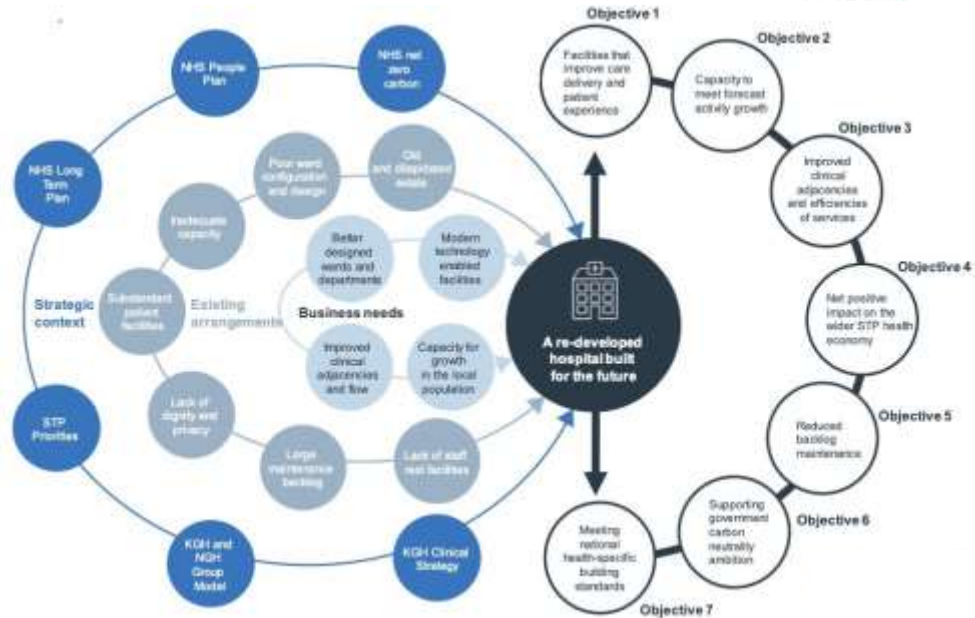 NHS net
zero carbon
NHS People
Plan
NHS Long
Term
Plan
Strategic
context
STP
Priorities
KGH and
NGH
Group
Model
KGH Clinical
Strategy
Old
and dilapidated
estate
Poor ward
configuration
and design
Inadequate
capacity
Substandard
patient
facilities
Existing
arrangements
Lack of
dignity and
privacy
Large
maintenance
backlog
Lack of staff
rest facilities
Better
designed
wards and
departments
Modern
technology
enabled
facilities
Business needs
Improved
clinical
adjacencies
and flow
Capacity for
growth
in the local
population
A re-developed
hospital built
for the future
Objective 1
Facilities that
improve care
delivery and
patient
experience
Objective 2
Capacity to
meet forecast
activity growth
Objective 3
Improved
clinical
adjacencies
and efficiencies
of services
Objective 4
Net positive
impact on the
wider STP health
economy
Objective 5
Reduced
backlog
maintenance
Objective 6
Supporting
government
carbon
neutrality
ambition
Objective 7
Meeting
national
health-specific
building
standards